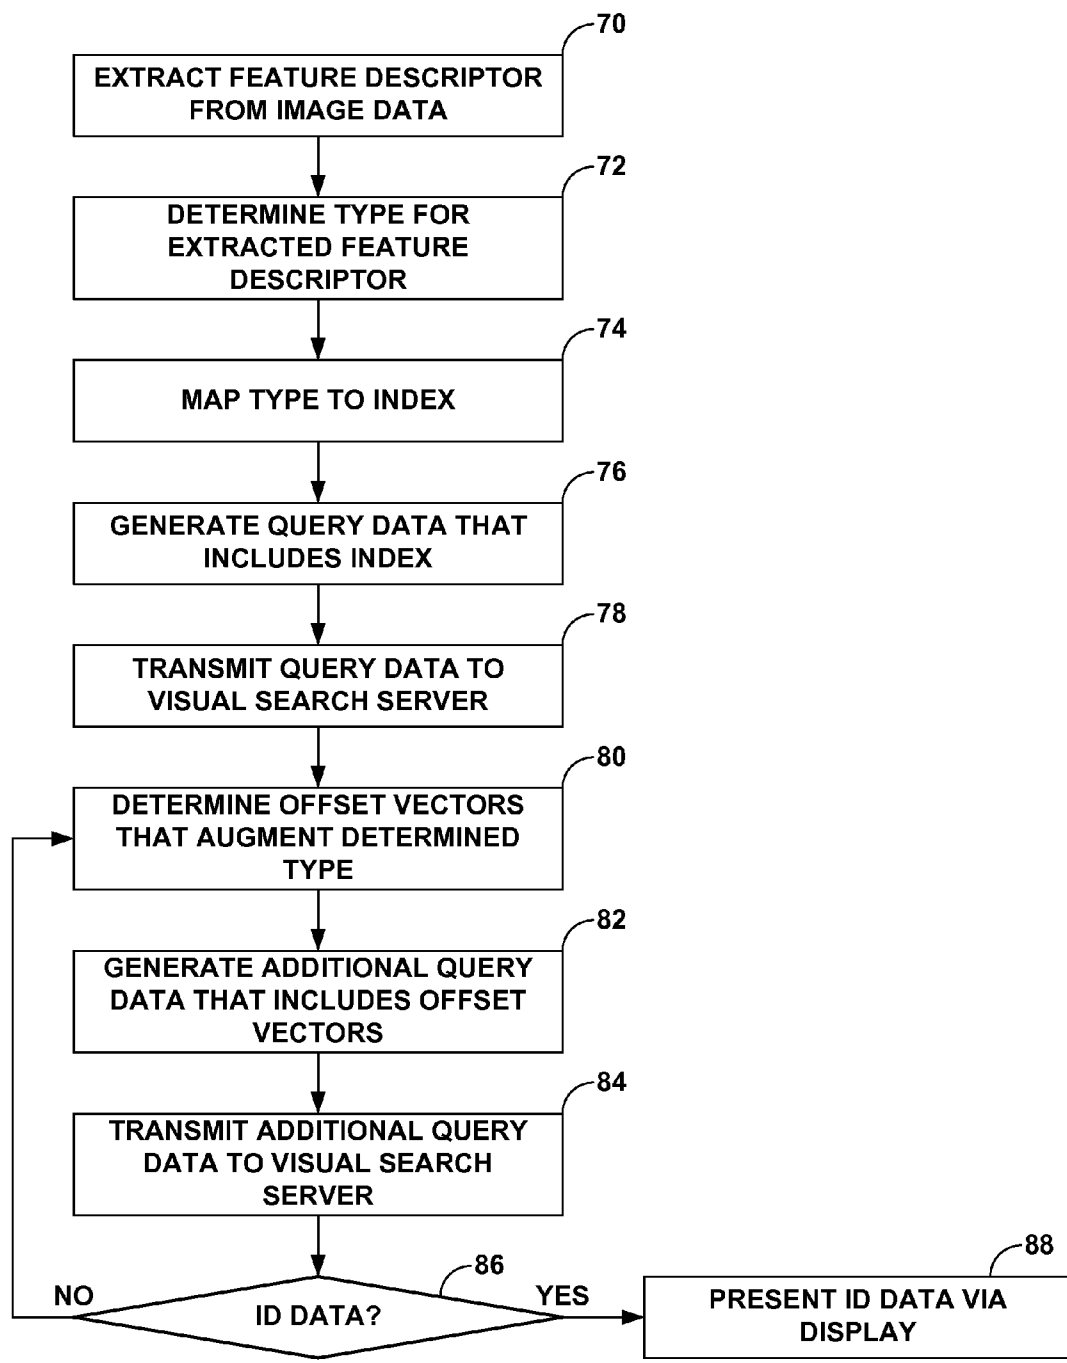 70
EXTRACT FEATURE DESCRIPTOR
FROM IMAGE DATA
72
DETERMINE TYPE FOR
EXTRACTED FEATURE
DESCRIPTOR
74
MAP TYPE TO INDEX
76
GENERATE QUERY DATA THAT
INCLUDES INDEX
78
TRANSMIT QUERY DATA TO
VISUAL SEARCH SERVER
80
DETERMINE OFFSET VECTORS
THAT AUGMENT DETERMINED
TYPE
82
GENERATE ADDITIONAL QUERY
DATA THAT INCLUDES OFFSET
VECTORS
84
TRANSMIT ADDITIONAL QUERY
DATA TO VISUAL SEARCH
SERVER
86
NO
ID DATA?
YES
88
PRESENT ID DATA VIA
DISPLAY